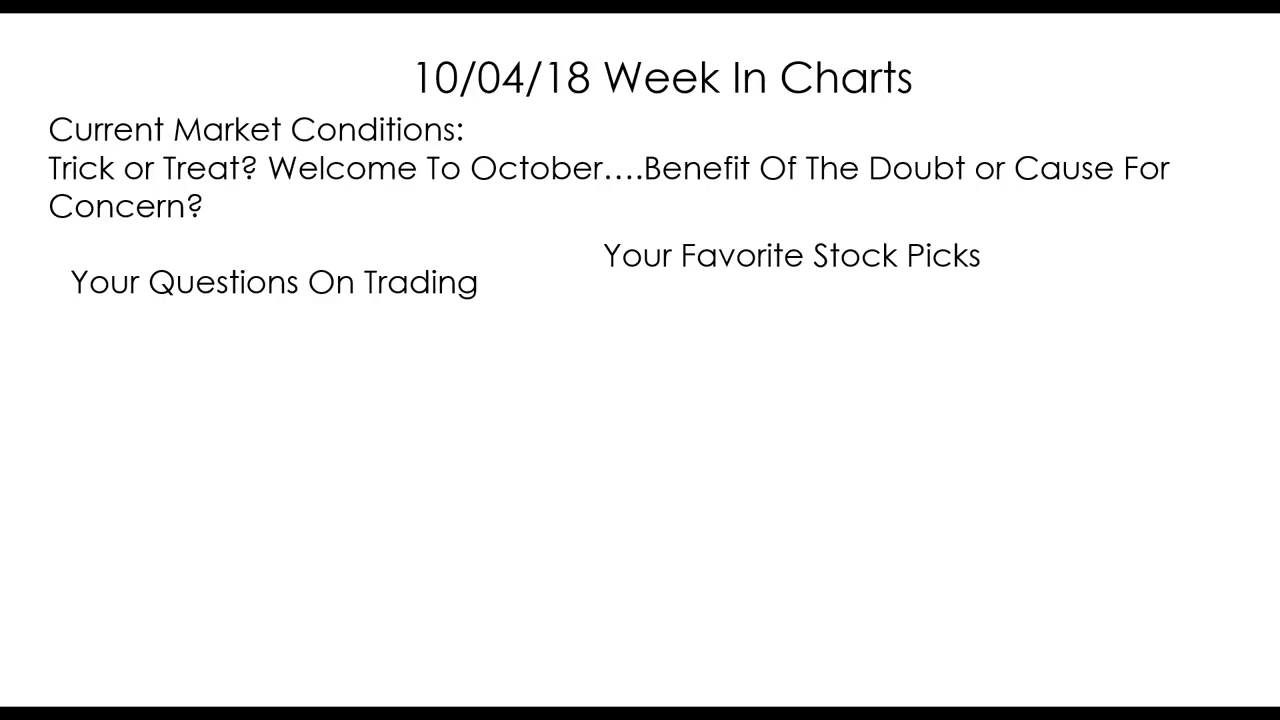 10/04/18 Week In Charts
Current Market Conditions:
Trick or Treat? Welcome To October....Benefit Of The Doubt or Cause For
Concern?
Your Favorite Stock Picks
Your Questions On Trading